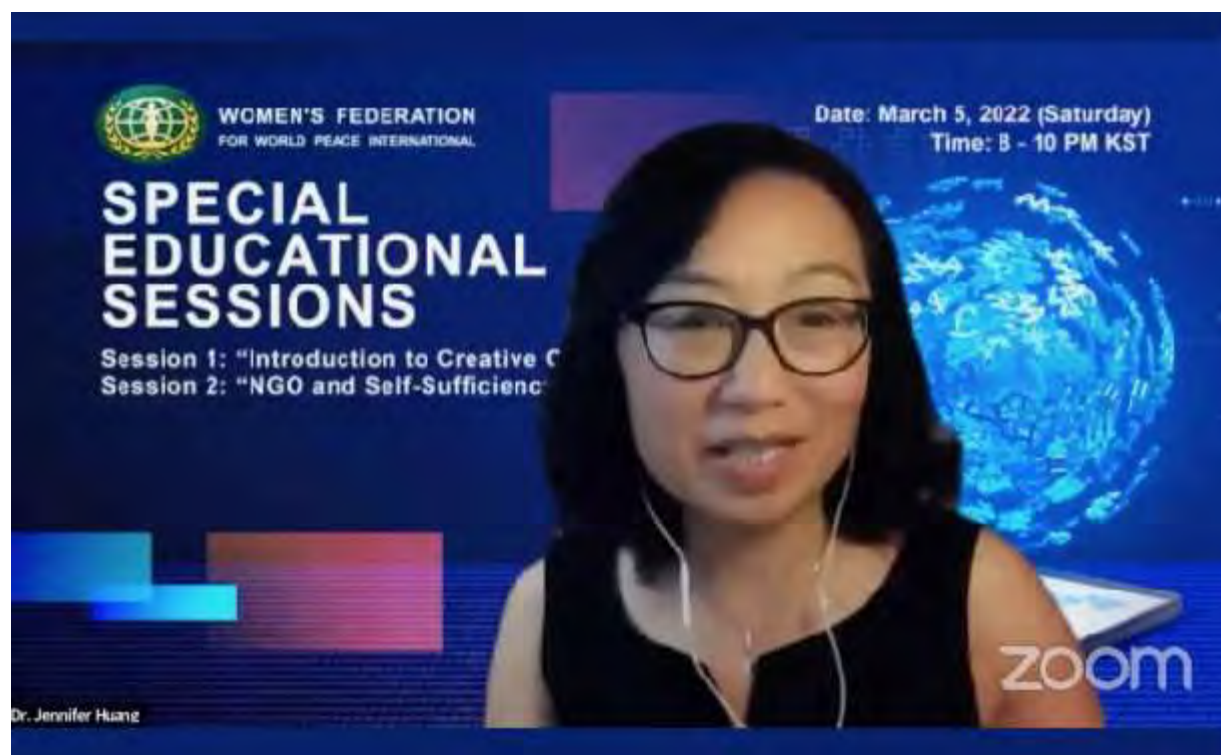 WOMEN'S FEDERATION
FOR WORLD PEACE INTERNATIONAL
Date: March 5, 2022 (Saturday)
Time: 8 - 10 PM KST
SPECIAL
EDUCATIONAL
SESSIONS
Session 1: “Introduction to Creative C
Session 2: “NGO and Self-Sufficienc
Dr. Jennifer Huang
zoom